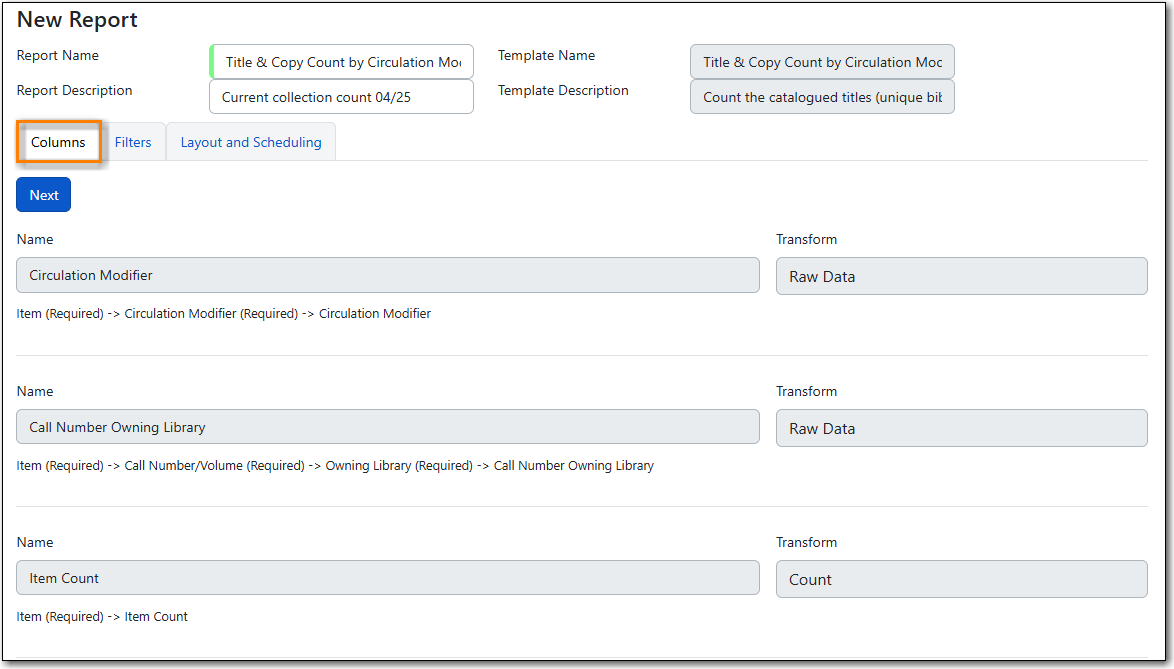 New Report
Report Name Title & Copy Count by Circulation Mo Template Name Title & Copy Count by Circulation Moc
Report Description Current collection count 04/25 Template Description Count the catalogued titles (unique bib
Columns Filters Layout and Scheduling
Next
Name Transform
Circulation Modifier Raw Data
Item (Required) -> Circulation Modifier (Required) -> Circulation Modifier
Name Transform
Call Number Owning Library Raw Data
Item (Required) -> Call Number/Volume (Required) -> Owning Library (Required) -> Call Number Owning Library
Name Transform
Item Count Count
Item (Required) -> Item Count